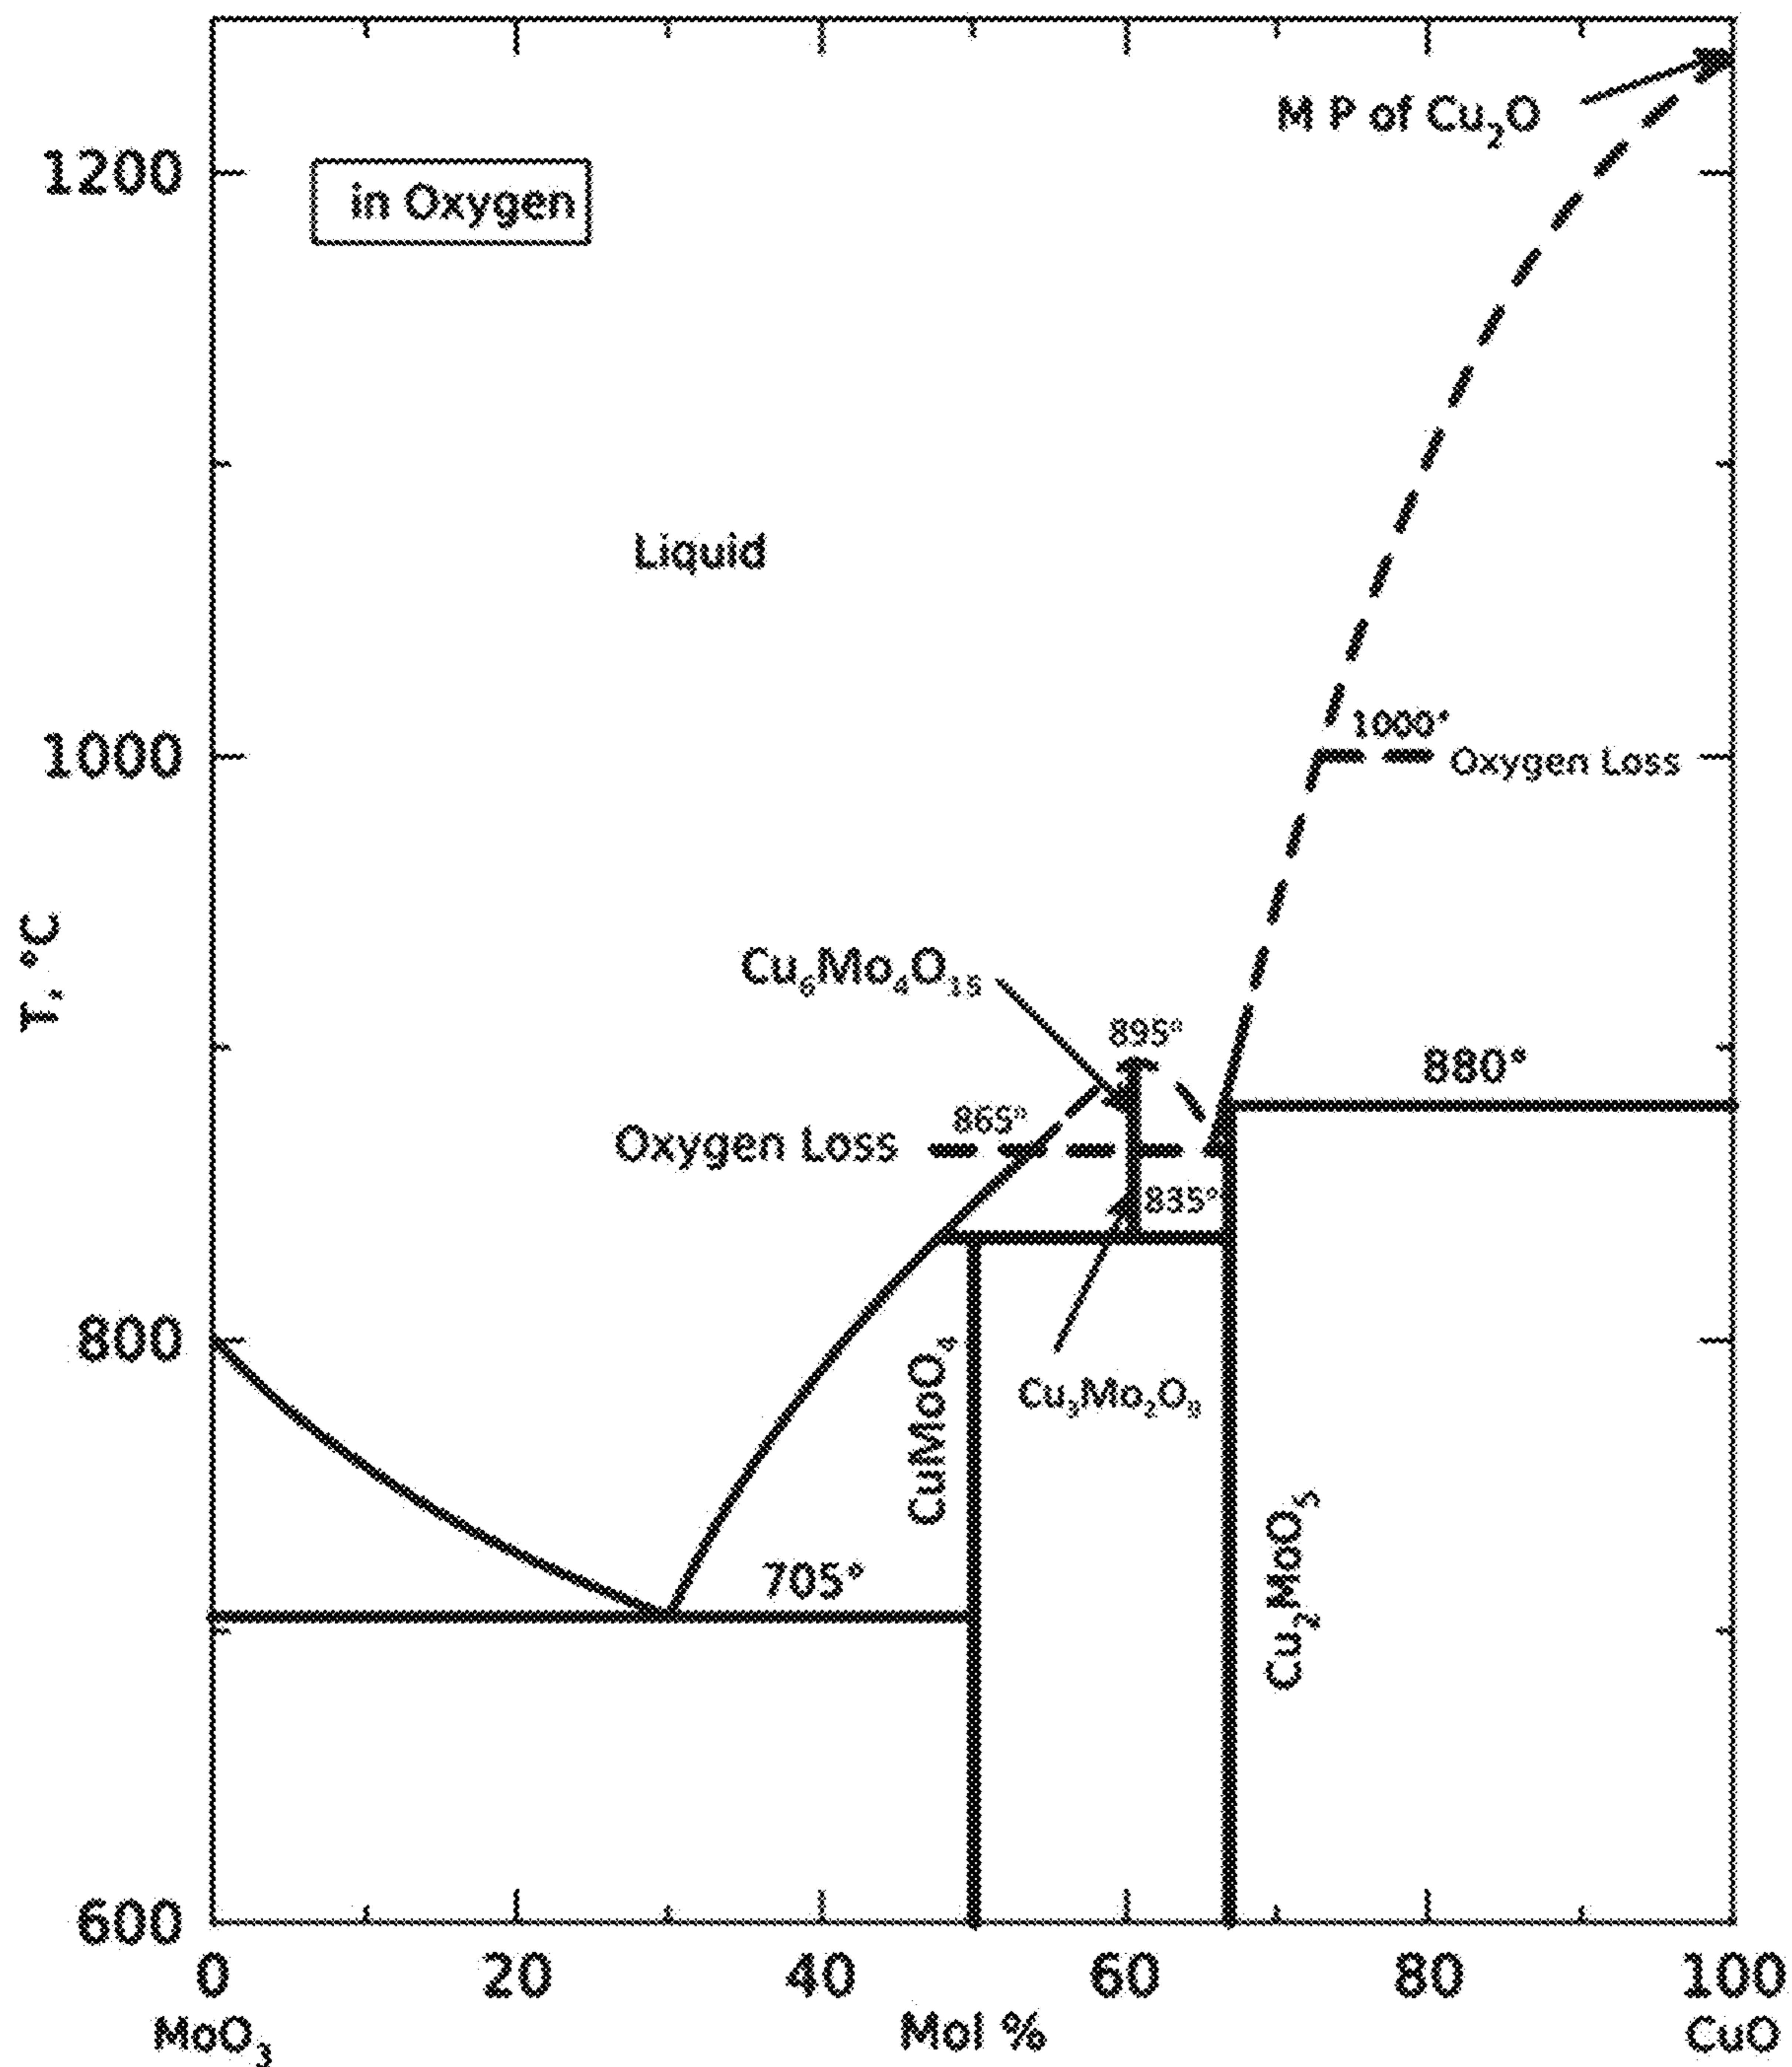 M P of Cu₂O
1200
in Oxygen
Liquid
1000°
1000
Oxygen Loss
T, °C
Cu₆Mo₄O₁₅
895°
880°
865°
Oxygen Loss
835°
800
CuMoO₄
Cu₃Mo₂O₉
Cu₂MoO₅
705°
600
0 20 40 60 80 100
MoO₃ Mol % CuO